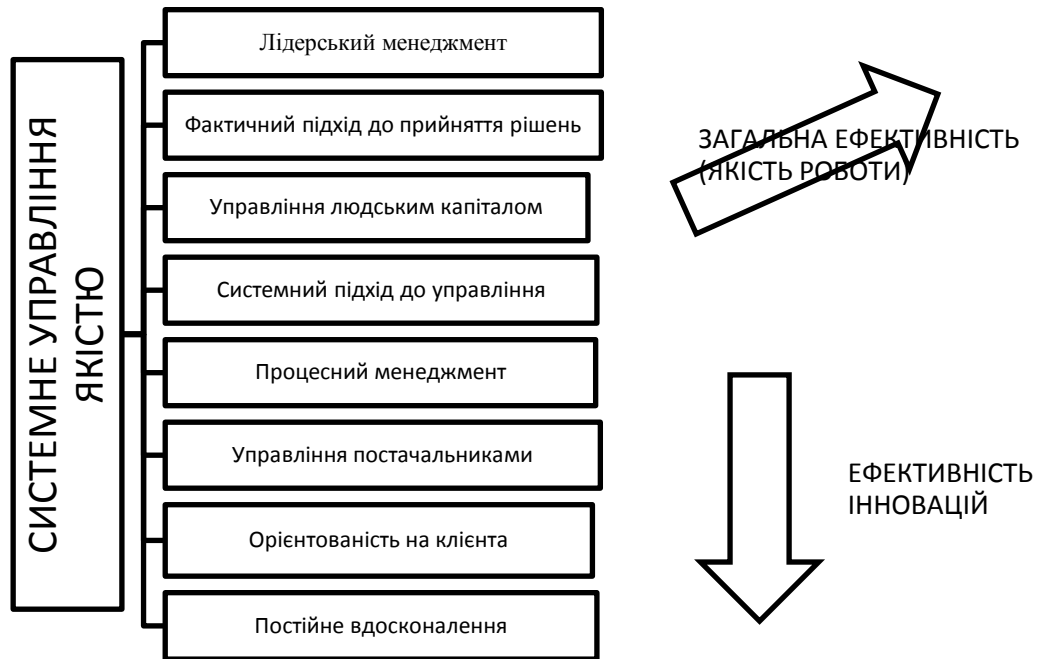 СИСТЕМНЕ УПРАВЛІННЯ
ЯКІСТЮ
Лідерський менеджмент
Фактичний підхід до прийняття рішень
Управління людським капіталом
Системний підхід до управління
Процесний менеджмент
Управління постачальниками
Орієнтованість на клієнта
Постійне вдосконалення
ЗАГАЛЬНА ЕФЕКТИВНІСТЬ
(ЯКІСТЬ РОБОТИ)
ЕФЕКТИВНІСТЬ
ІННОВАЦІЙ